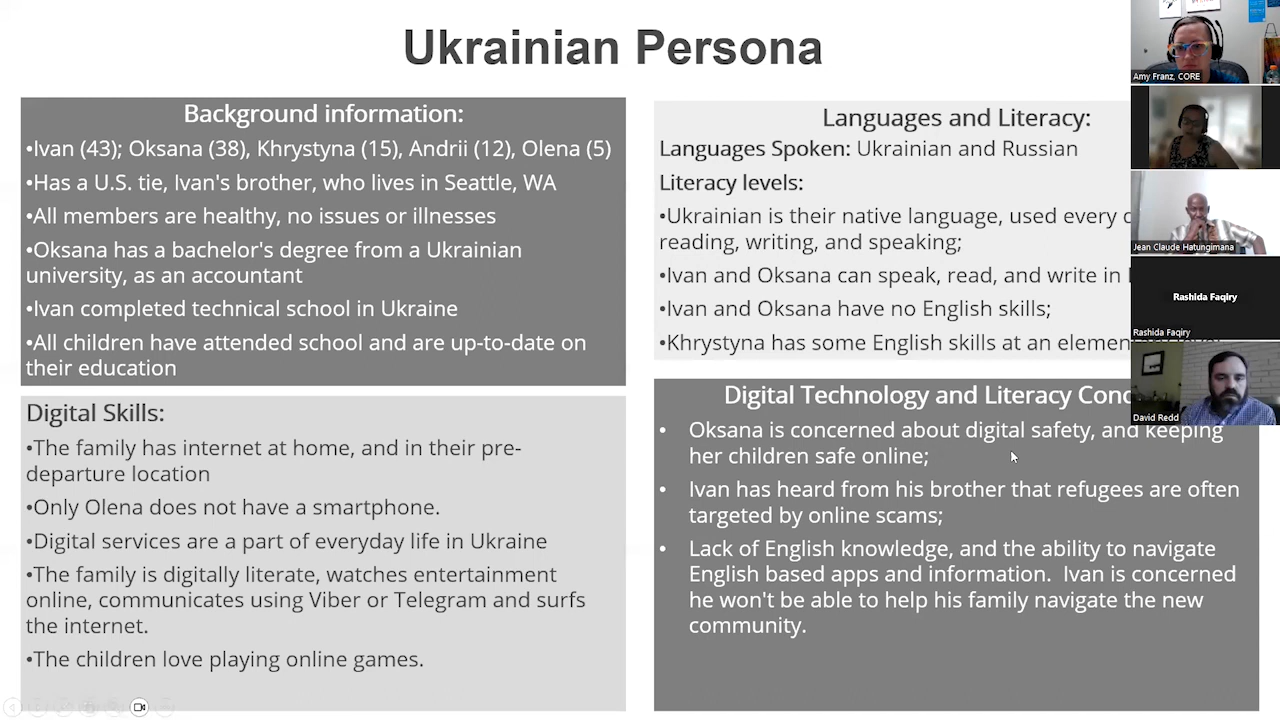 Ukrainian Persona
Background information:
•Ivan (43); Oksana (38), Khrystyna (15), Andrii (12), Olena (5)
•Has a U.S. tie, Ivan's brother, who lives in Seattle, WA
•All members are healthy, no issues or illnesses
•Oksana has a bachelor's degree from a Ukrainian
university, as an accountant
•Ivan completed technical school in Ukraine
•All children have attended school and are up-to-date on
their education
Digital Skills:
•The family has internet at home, and in their pre-
departure location
•Only Olena does not have a smartphone.
•Digital services are a part of everyday life in Ukraine
•The family is digitally literate, watches entertainment
online, communicates using Viber or Telegram and surfs
the internet.
•The children love playing online games.
Languages and Literacy:
Languages Spoken: Ukrainian and Russian
Literacy levels:
•Ukrainian is their native language, used every
reading, writing, and speaking;
•Ivan and Oksana can speak, read, and write in
•Ivan and Oksana have no English skills;
•Khrystyna has some English skills at an
Digital Technology and Literacy
• Oksana is concerned about digital safety, and keeping
her children safe online;
• Ivan has heard from his brother that refugees are often
targeted by online scams;
• Lack of English knowledge, and the ability to navigate
English based apps and information.  Ivan is concerned
he won't be able to help his family navigate the new
community.
Amy Franz, CORE
Jean Claude Hatungimana
Rashida Faqiry
Rashida Faqiry
David Redd